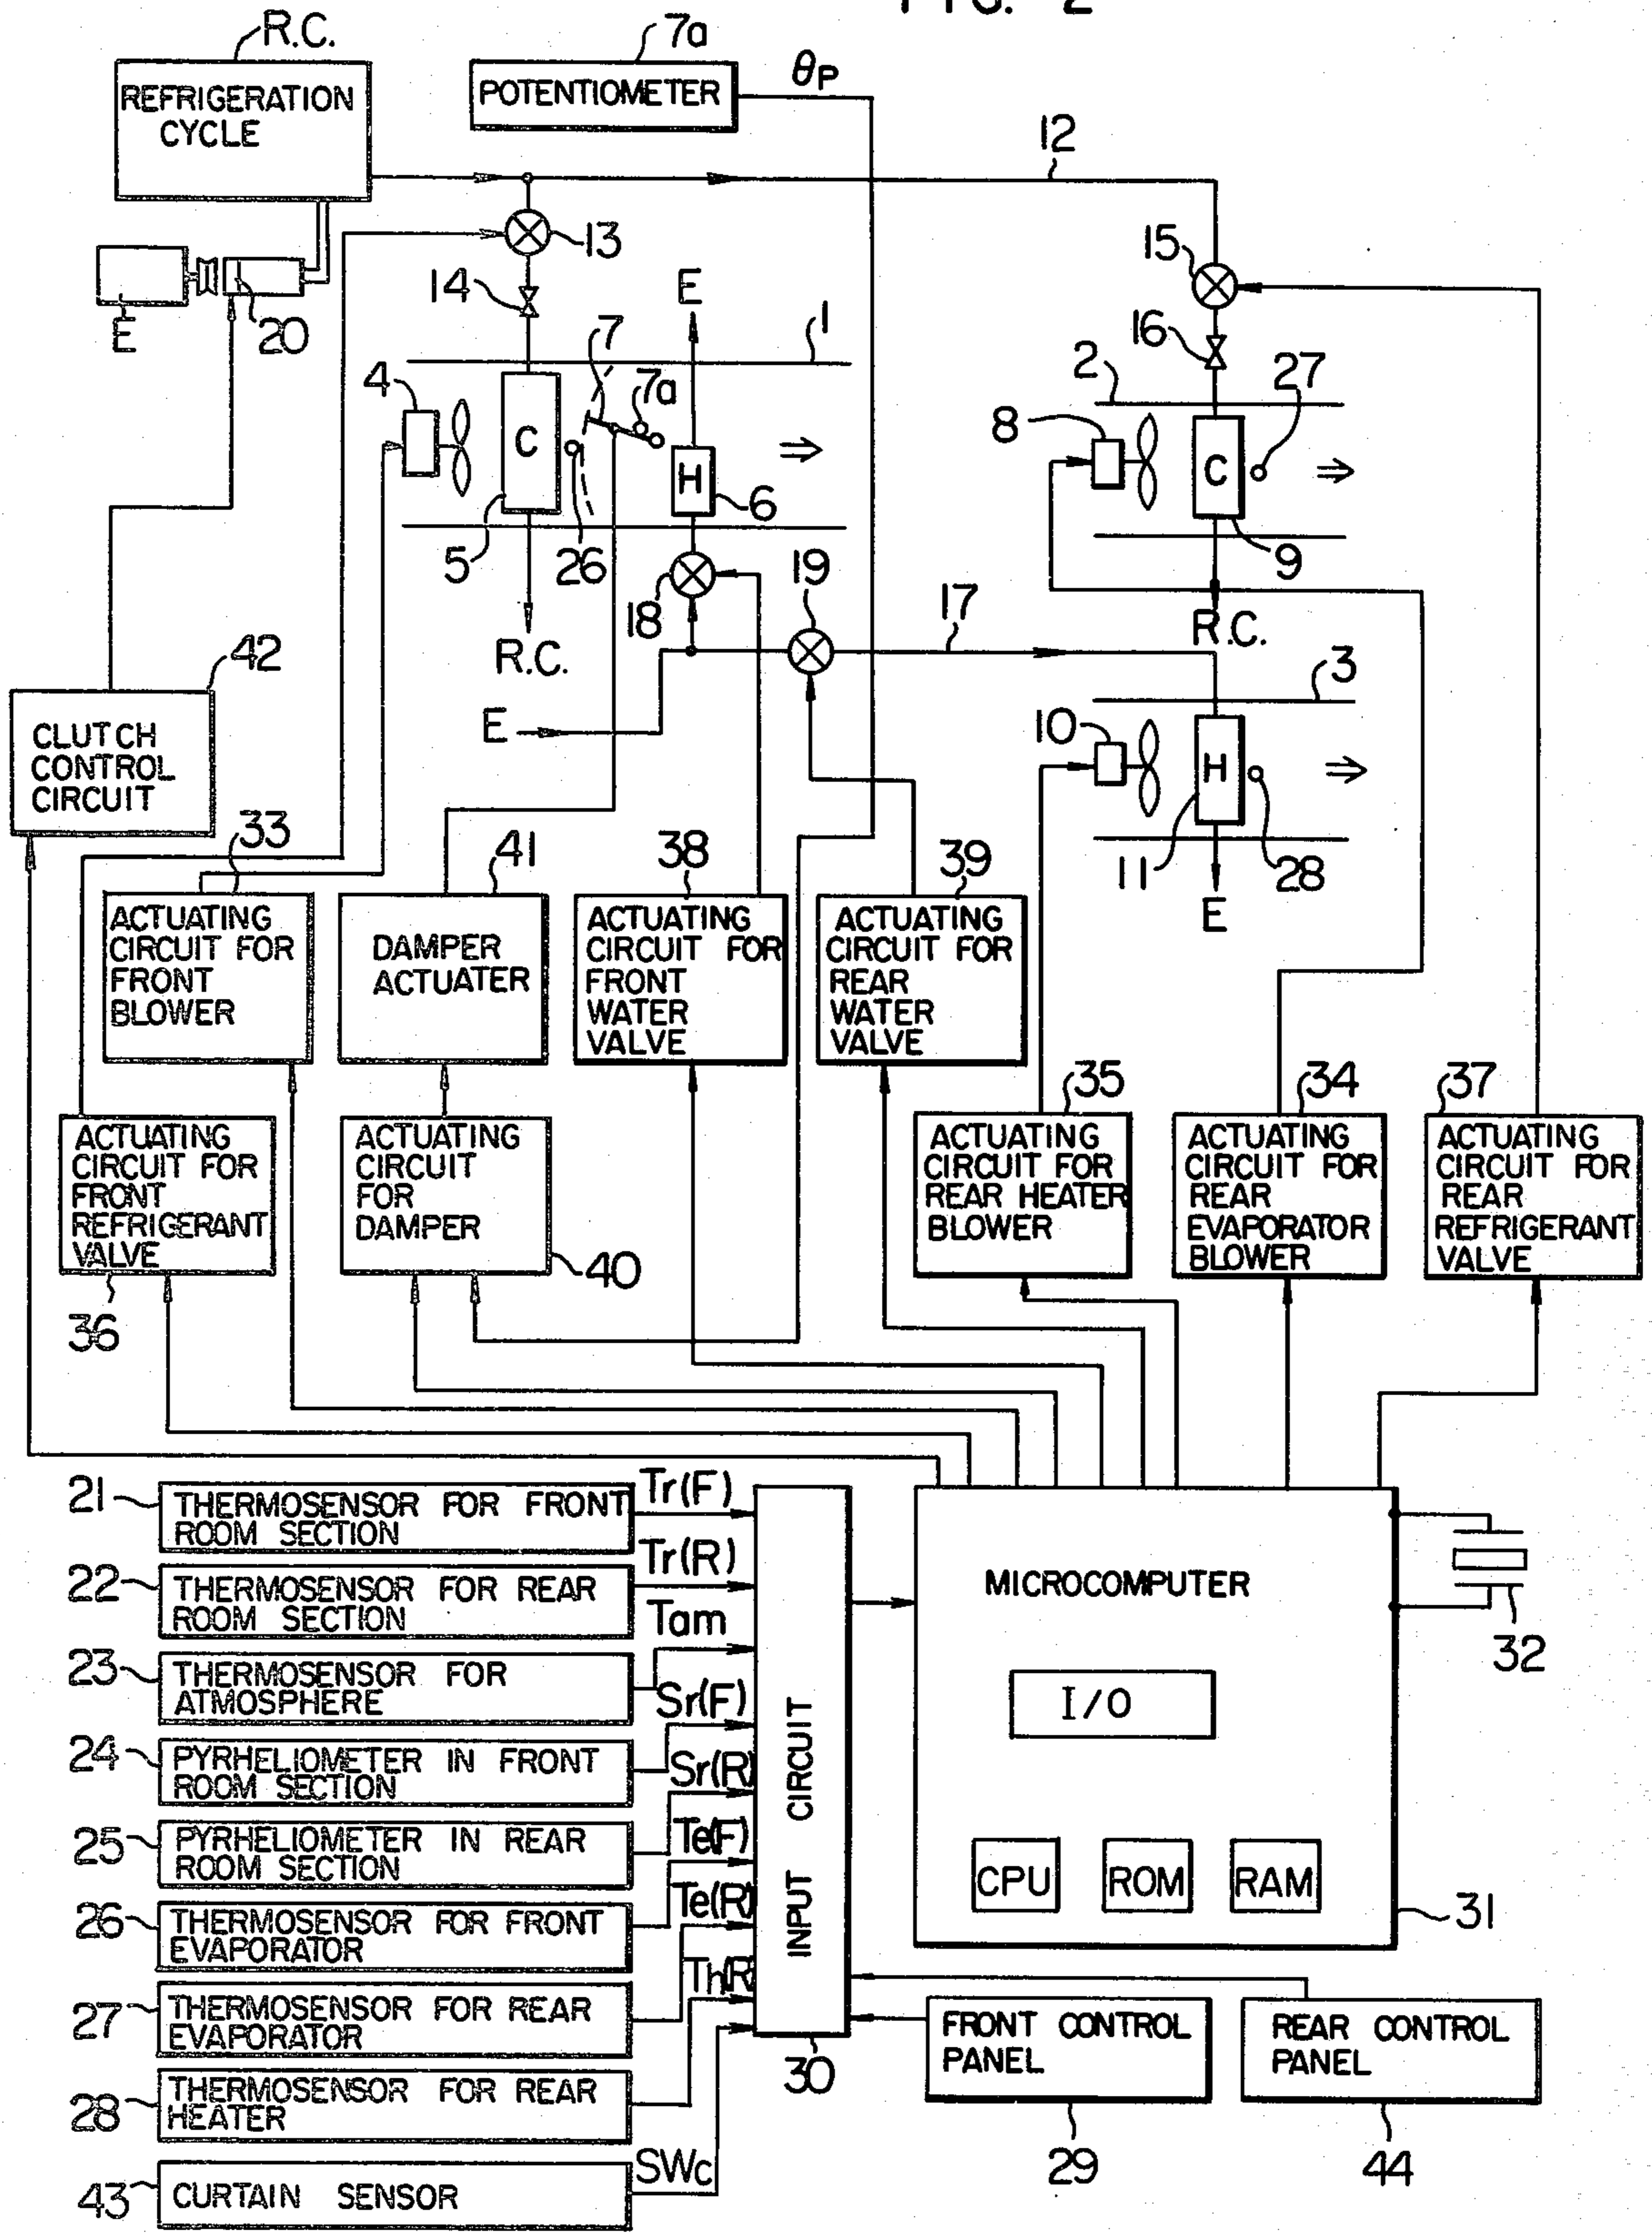 FIG. 2
R.C.
REFRIGERATION
CYCLE
7a
POTENTIOMETER
θP
12
13
15
E
20
14
E
1
16
7
7a
4
C
2
27
8
C
H
6
5
26
9
18
19
17
R.C.
R.C.
3
42
E
10
H
CLUTCH
CONTROL
CIRCUIT
11
28
E
33
41
38
39
ACTUATING
CIRCUIT FOR
FRONT
BLOWER
DAMPER
ACTUATER
ACTUATING
CIRCUIT FOR
FRONT
WATER
VALVE
ACTUATING
CIRCUIT FOR
REAR
WATER
VALVE
35
34
37
ACTUATING
CIRCUIT FOR
FRONT
REFRIGERANT
VALVE
36
ACTUATING
CIRCUIT
FOR
DAMPER
40
ACTUATING
CIRCUIT FOR
REAR HEATER
BLOWER
ACTUATING
CIRCUIT FOR
REAR
EVAPORATOR
BLOWER
ACTUATING
CIRCUIT FOR
REAR
REFRIGERANT
VALVE
21
THERMOSENSOR FOR FRONT
ROOM SECTION
Tr(F)
22
THERMOSENSOR FOR REAR
ROOM SECTION
Tr(R)
23
THERMOSENSOR FOR
ATMOSPHERE
Tam
24
PYRHELIOMETER IN FRONT
ROOM SECTION
Sr(F)
25
PYRHELIOMETER IN REAR
ROOM SECTION
Sr(R)
26
THERMOSENSOR FOR FRONT
EVAPORATOR
Te(F)
27
THERMOSENSOR FOR REAR
EVAPORATOR
Te(R)
28
THERMOSENSOR FOR REAR
HEATER
Th(R)
43
CURTAIN SENSOR
SWc
INPUT CIRCUIT
30
MICROCOMPUTER
I/O
CPU
ROM
RAM
31
32
FRONT CONTROL
PANEL
29
REAR CONTROL
PANEL
44